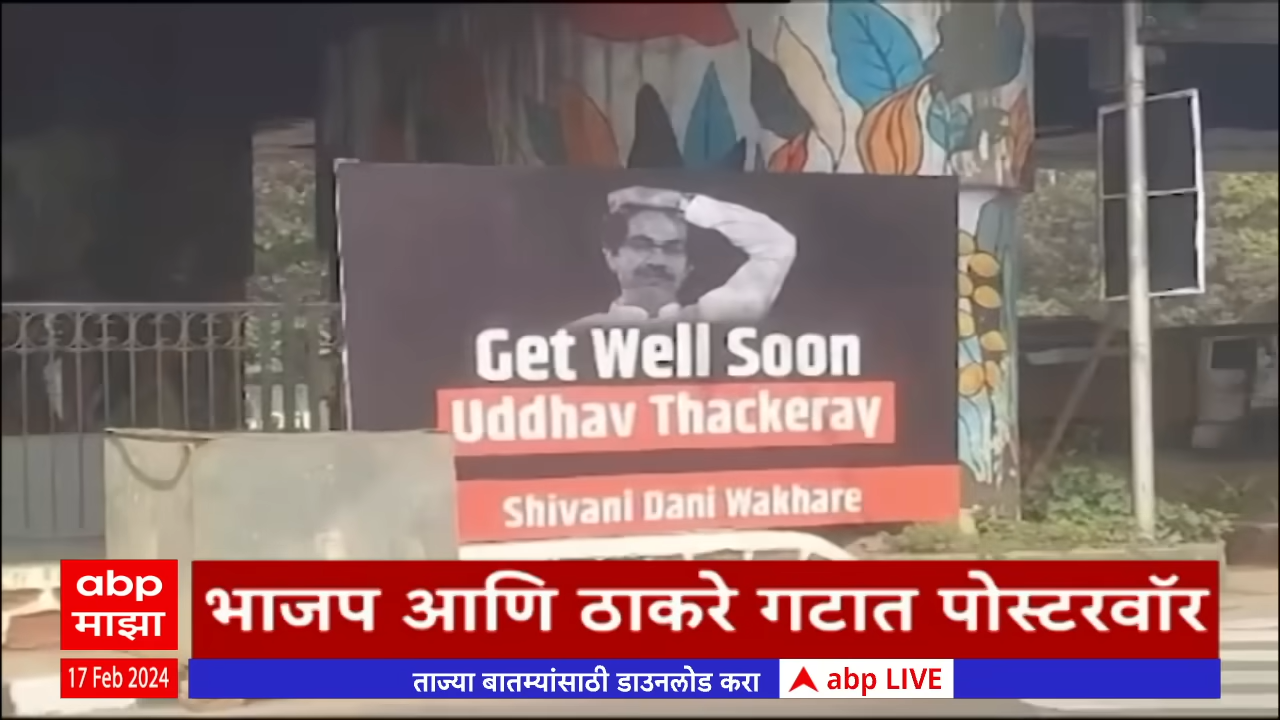 Get Well Soon
Uddhav Thackeray
Shivani Dani Wakhare
abp
माझा
भाजप आणि ठाकरे गटात पोस्टरवॉर
17 Feb 2024
ताज्या बातम्यांसाठी डाउनलोड करा
abp LIVE